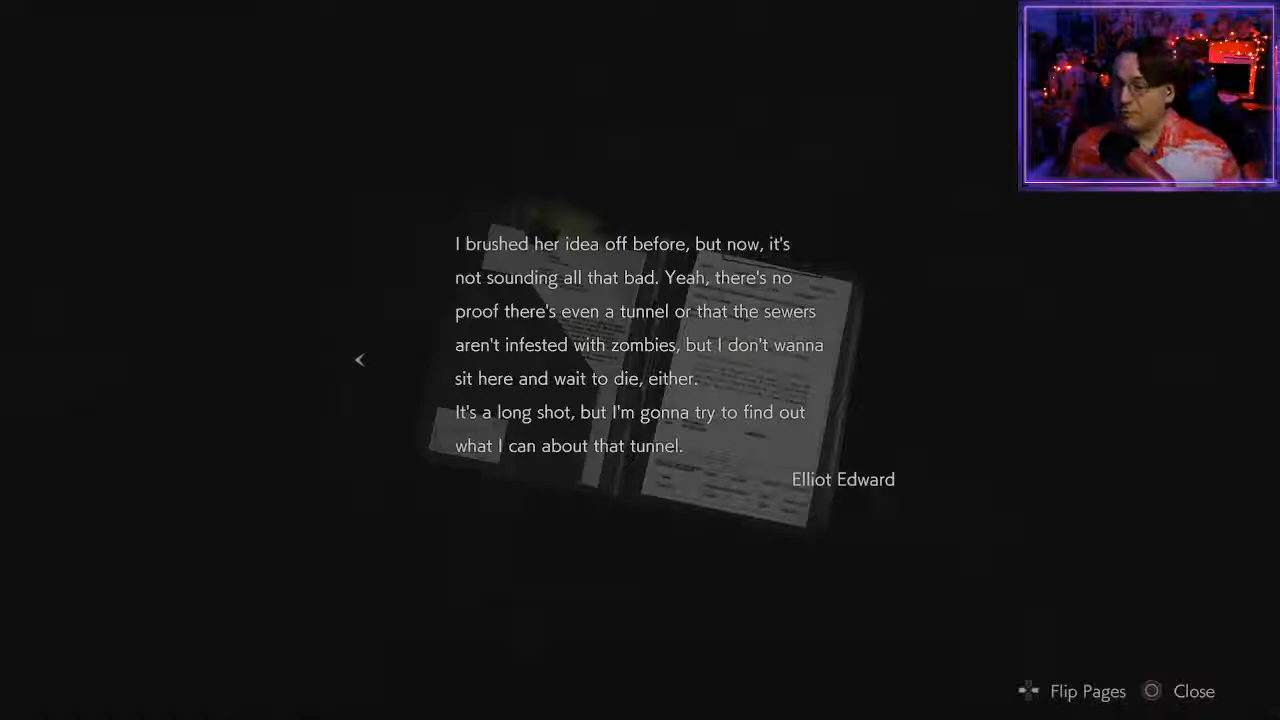 I brushed her idea off before, but now, it's
not sounding all that bad. Yeah, there's no
proof there's even a tunnel or that the sewers
aren't infested with zombies, but I don't wanna
sit here and wait to die, either.
It's a long shot, but I'm gonna try to find out
what I can about that tunnel.
Elliot Edward
Flip Pages Close